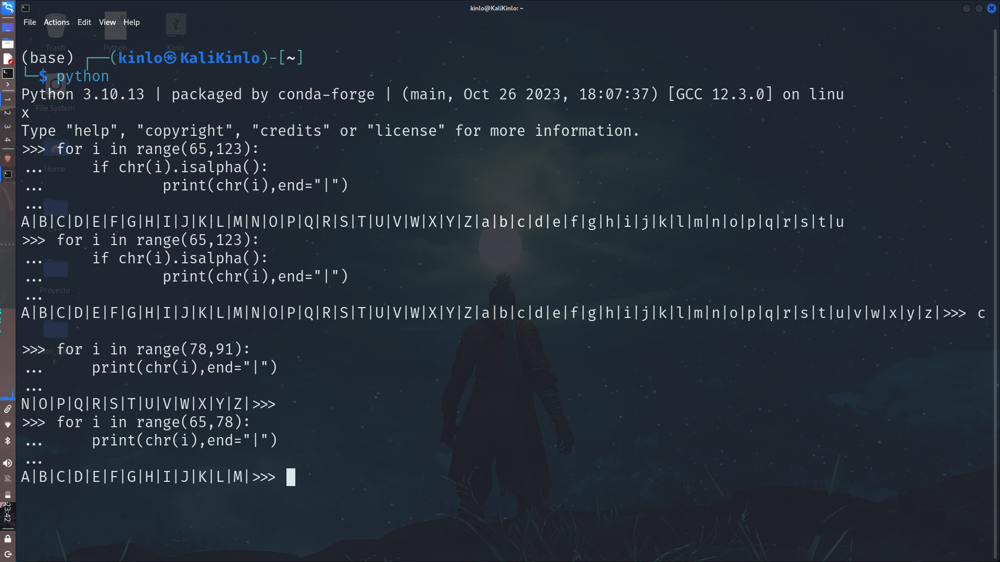 kinlo@KaliKinlo: ~
File Actions Edit View Help
Trash Python Kinlo
(base) ┌──(kinlo㉿KaliKinlo)-[~]
└─$ python
Python 3.10.13 | packaged by conda-forge | (main, Oct 26 2023, 18:07:37) [GCC 12.3.0] on linu
x
File System
Type "help", "copyright", "credits" or "license" for more information.
>>> for i in range(65,123):
...     if chr(i).isalpha():
Home
...             print(chr(i),end="|")
...
A|B|C|D|E|F|G|H|I|J|K|L|M|N|O|P|Q|R|S|T|U|V|W|X|Y|Z|a|b|c|d|e|f|g|h|i|j|k|l|m|n|o|p|q|r|s|t|u
C++
>>> for i in range(65,123):
...     if chr(i).isalpha():
...             print(chr(i),end="|")
Proyecto
...
A|B|C|D|E|F|G|H|I|J|K|L|M|N|O|P|Q|R|S|T|U|V|W|X|Y|Z|a|b|c|d|e|f|g|h|i|j|k|l|m|n|o|p|q|r|s|t|u|v|w|x|y|z|>>> c
>>> for i in range(78,91):
...     print(chr(i),end="|")
...
N|O|P|Q|R|S|T|U|V|W|X|Y|Z|>>>
>>> for i in range(65,78):
...     print(chr(i),end="|")
...
A|B|C|D|E|F|G|H|I|J|K|L|M|>>>
1
2
3
4
23:42